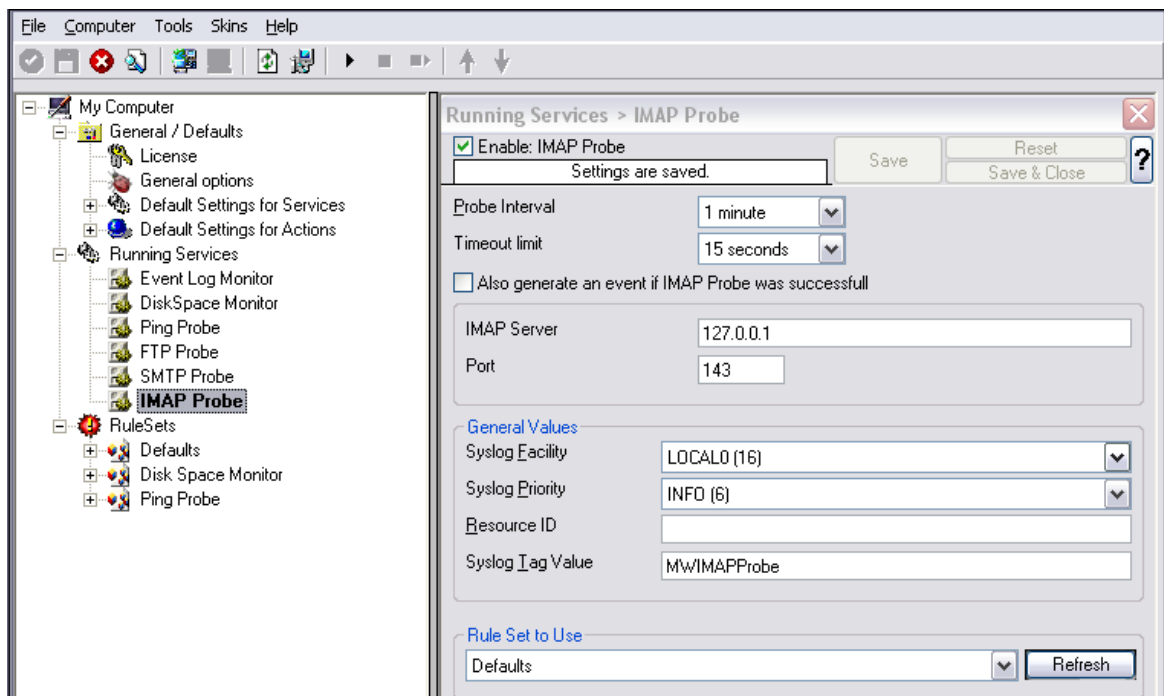 File Computer Tools Skins Help
My Computer
General / Defaults
License
General options
Default Settings for Services
Default Settings for Actions
Running Services
Event Log Monitor
DiskSpace Monitor
Ping Probe
FTP Probe
SMTP Probe
IMAP Probe
RuleSets
Defaults
Disk Space Monitor
Ping Probe
Running Services > IMAP Probe
Enable: IMAP Probe
Settings are saved.
Save
Reset
Save & Close
?
Probe Interval
1 minute
Timeout limit
15 seconds
Also generate an event if IMAP Probe was successfull
IMAP Server
127.0.0.1
Port
143
General Values
Syslog Facility
LOCAL0 (16)
Syslog Priority
INFO (6)
Resource ID
Syslog Tag Value
MWIMAPProbe
Rule Set to Use
Defaults
Refresh